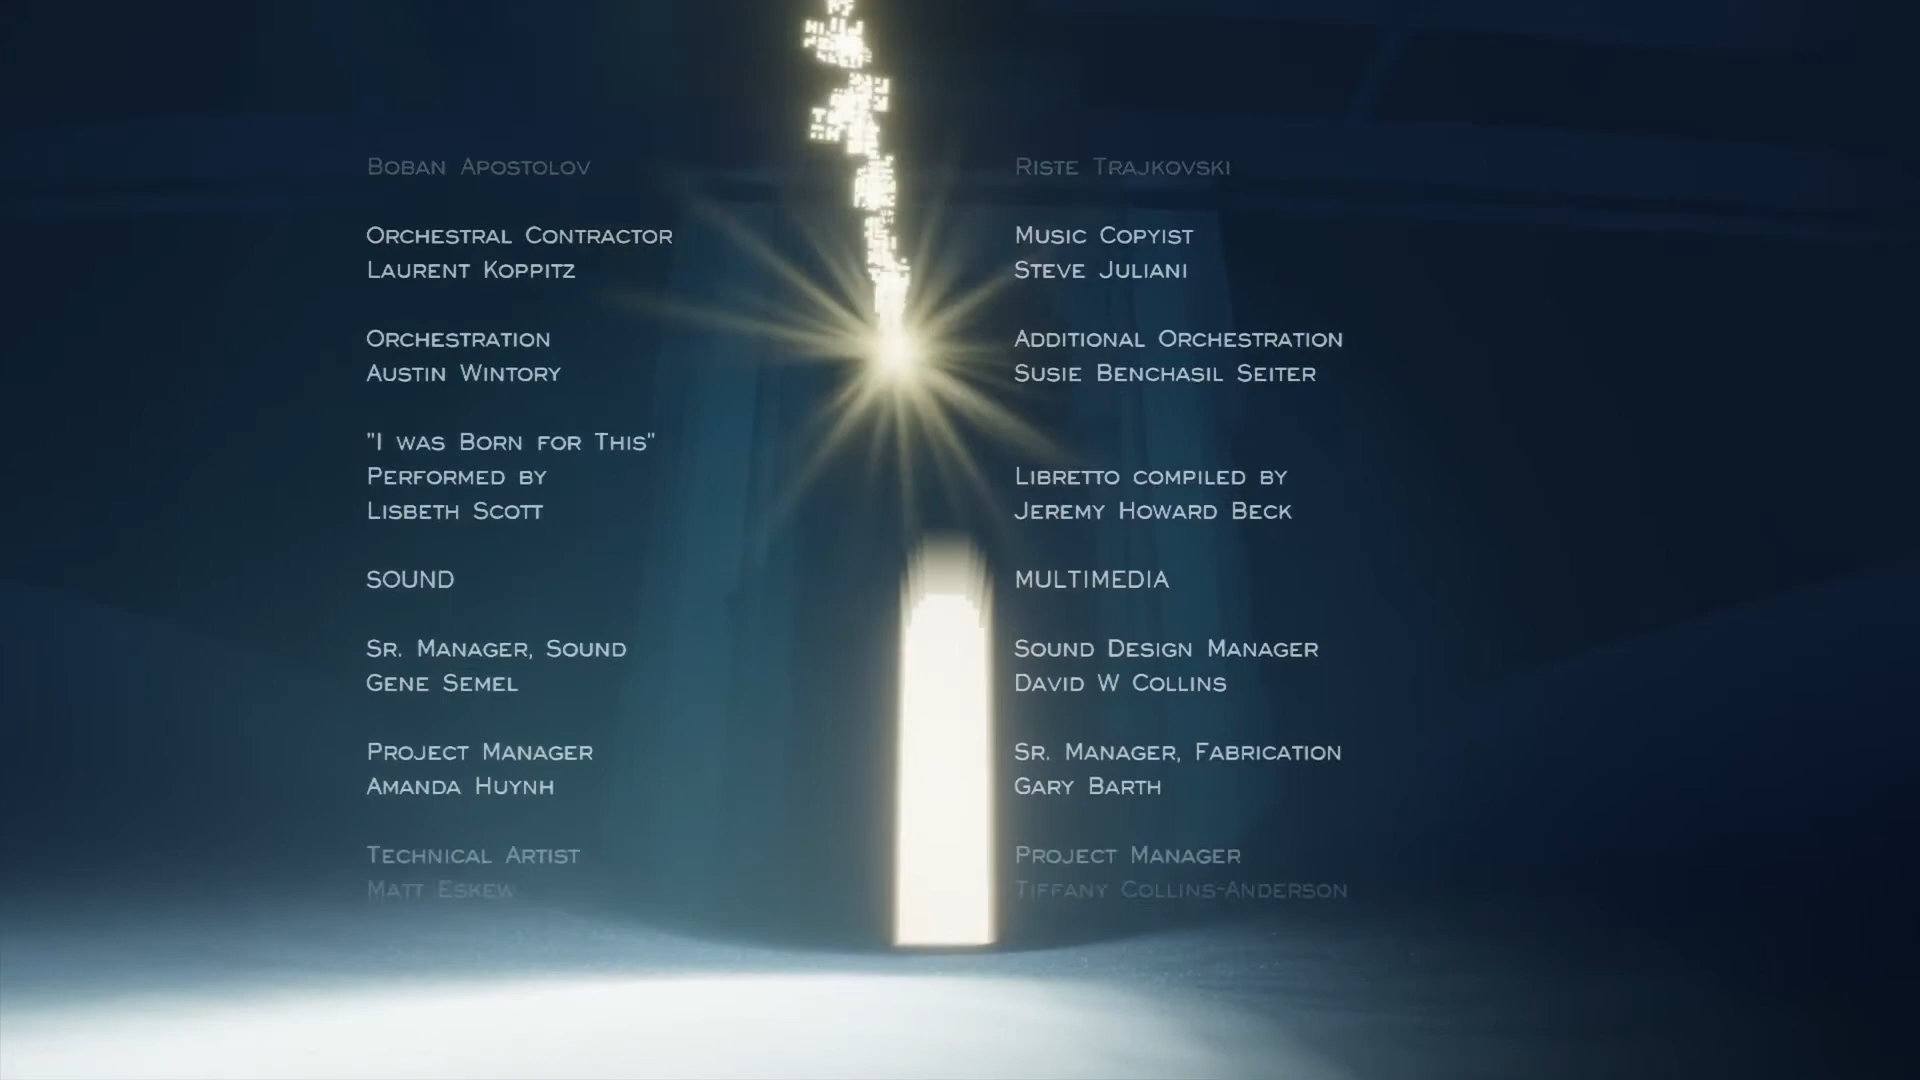 Boban Apostolov
Riste Trajkovski
Orchestral Contractor
Laurent Koppitz
Music Copyist
Steve Juliani
Orchestration
Austin Wintory
Additional Orchestration
Susie Benchasil Seiter
"I was Born for This"
Performed by
Lisbeth Scott
Libretto compiled by
Jeremy Howard Beck
SOUND
MULTIMEDIA
Sr. Manager, Sound
Gene Semel
Sound Design Manager
David W Collins
Project Manager
Amanda Huynh
Sr. Manager, Fabrication
Gary Barth
Technical Artist
Matt Eskew
Project Manager
Tiffany Collins-Anderson